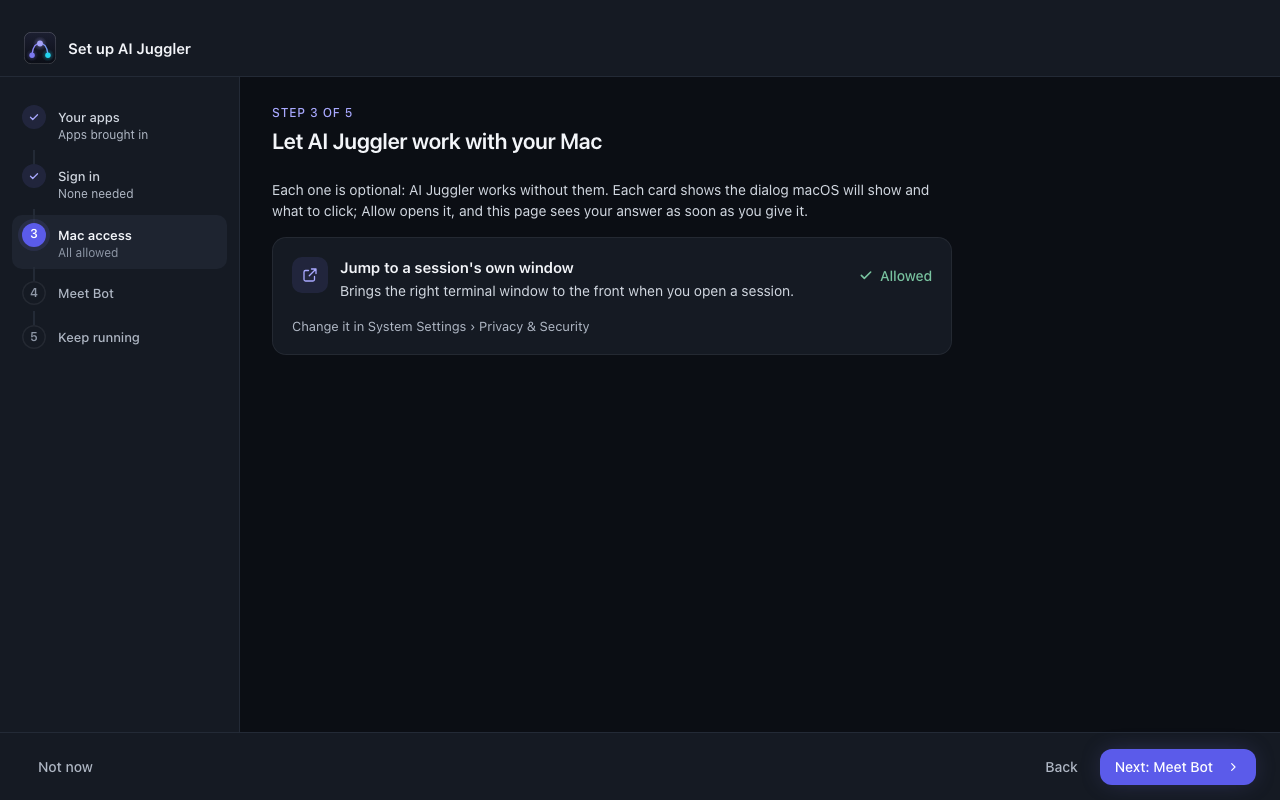 Set up AI Juggler
Your apps
Apps brought in
Sign in
None needed
3
Mac access
All allowed
4
Meet Bot
5
Keep running
STEP 3 OF 5
Let AI Juggler work with your Mac
Each one is optional: AI Juggler works without them. Each card shows the dialog macOS will show and
what to click; Allow opens it, and this page sees your answer as soon as you give it.
Jump to a session's own window
Brings the right terminal window to the front when you open a session.
Allowed
Change it in System Settings › Privacy & Security
Not now
Back
Next: Meet Bot